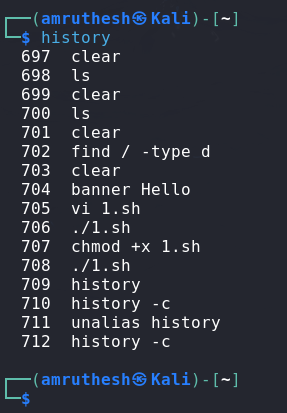 ┌──(amruthesh㉿Kali)-[~]
└─$ history
697 clear
698 ls
699 clear
700 ls
701 clear
702 find / -type d
703 clear
704 banner Hello
705 vi 1.sh
706 ./1.sh
707 chmod +x 1.sh
708 ./1.sh
709 history
710 history -c
711 unalias history
712 history -c
┌──(amruthesh㉿Kali)-[~]
└─$